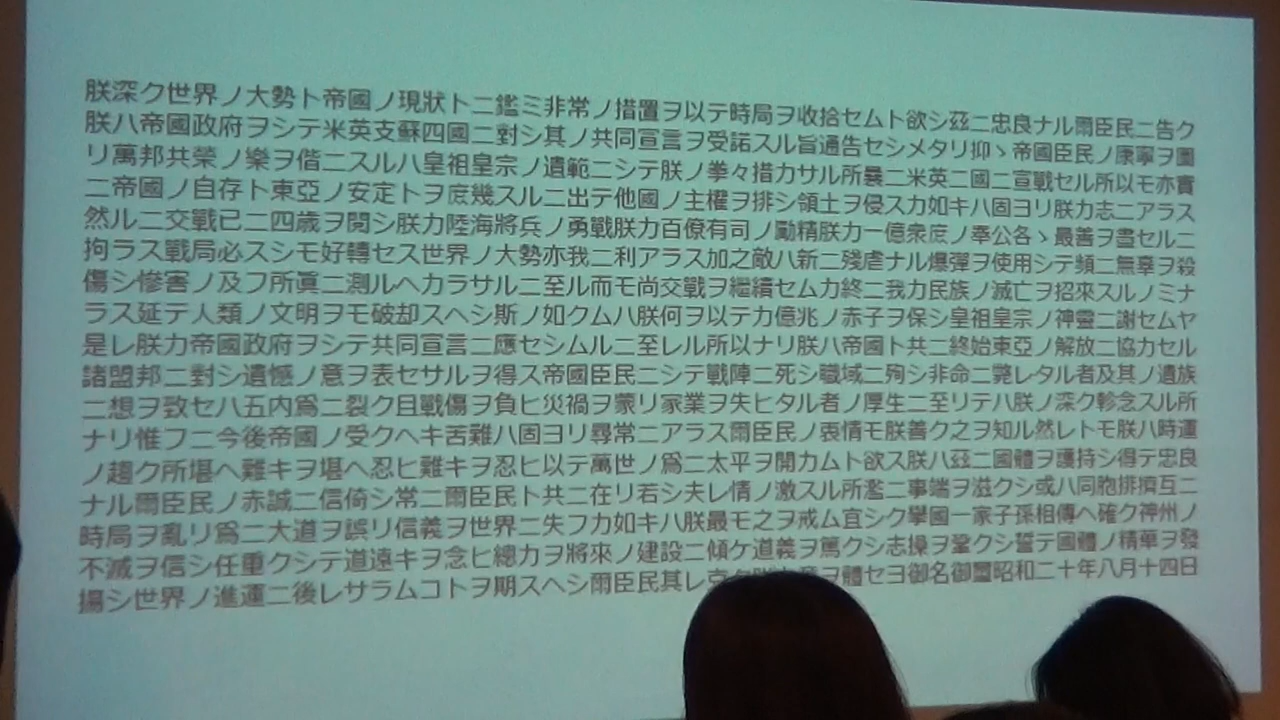 朕深ク世界ノ大勢ト帝國ノ現狀トニ鑑ミ非常ノ措置ヲ以テ時局ヲ收拾セムト欲シ茲ニ忠良ナル爾臣民ニ告ク
朕ハ帝國政府ヲシテ米英支蘇四國ニ對シ其ノ共同宣言ヲ受諾スル旨通告セシメタリ抑ゝ帝國臣民ノ康寧ヲ圖
リ萬邦共榮ノ樂ヲ偕ニスルハ皇祖皇宗ノ遺範ニシテ朕ノ拳々措カサル所曩ニ米英二國ニ宣戰セル所以モ亦實
ニ帝國ノ自存ト東亞ノ安定トヲ庶幾スルニ出テ他國ノ主權ヲ排シ領土ヲ侵スカ如キハ固ヨリ朕カ志ニアラス
然ルニ交戰已ニ四歳ヲ閱シ朕カ陸海將兵ノ勇戰朕カ百僚有司ノ勵精朕カ一億衆庶ノ奉公各ゝ最善ヲ盡セルニ
拘ラス戰局必スシモ好轉セス世界ノ大勢亦我ニ利アラス加之敵ハ新ニ殘虐ナル爆彈ヲ使用シテ頻ニ無辜ヲ殺
傷シ慘害ノ及フ所眞ニ測ルヘカラサルニ至ル而モ尚交戰ヲ繼續セムカ終ニ我カ民族ノ滅亡ヲ招來スルノミナ
ラス延テ人類ノ文明ヲモ破却スヘシ斯ノ如クムハ朕何ヲ以テカ億兆ノ赤子ヲ保シ皇祖皇宗ノ神靈ニ謝セムヤ
是レ朕カ帝國政府ヲシテ共同宣言ニ應セシムルニ至レル所以ナリ朕ハ帝國ト共ニ終始東亞ノ解放ニ協力セル
諸盟邦ニ對シ遺憾ノ意ヲ表セサルヲ得ス帝國臣民ニシテ戰陣ニ死シ職域ニ殉シ非命ニ斃レタル者及其ノ遺族
ニ想ヲ致セハ五内爲ニ裂ク且戰傷ヲ負ヒ災禍ヲ蒙リ家業ヲ失ヒタル者ノ厚生ニ至リテハ朕ノ深ク軫念スル所
ナリ惟フニ今後帝國ノ受クヘキ苦難ハ固ヨリ尋常ニアラス爾臣民ノ衷情モ朕善ク之ヲ知ル然レトモ朕ハ時運
ノ趨ク所堪ヘ難キヲ堪ヘ忍ヒ難キヲ忍ヒ以テ萬世ノ爲ニ太平ヲ開カムト欲ス朕ハ茲ニ國體ヲ護持シ得テ忠良
ナル爾臣民ノ赤誠ニ信倚シ常ニ爾臣民ト共ニ在リ若シ夫レ情ノ激スル所濫ニ事端ヲ滋クシ或ハ同胞排擠互ニ
時局ヲ亂リ爲ニ大道ヲ誤リ信義ヲ世界ニ失フカ如キハ朕最モ之ヲ戒ム宜シク擧國一家子孫相傳ヘ確ク神州ノ
不滅ヲ信シ任重クシテ道遠キヲ念ヒ總力ヲ將來ノ建設ニ傾ケ道義ヲ篤クシ志操ヲ鞏クシ誓テ國體ノ精華ヲ發
揚シ世界ノ進運ニ後レサラムコトヲ期スヘシ爾臣民其レ ヲ體セヨ御名御璽昭和二十年八月十四日